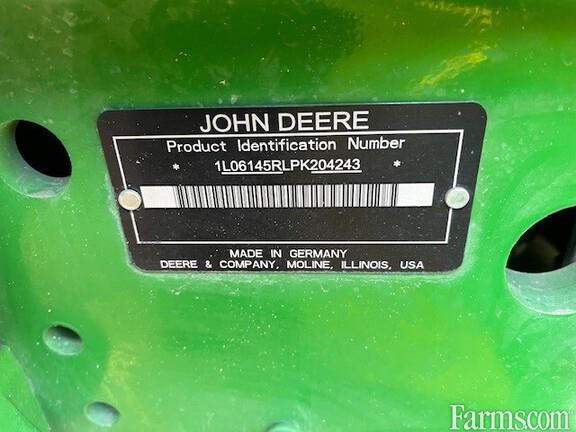 JOHN DEERE
Product Identification Number
* 1L06145RLPK204243 *
MADE IN GERMANY
DEERE & COMPANY, MOLINE, ILLINOIS, USA
Farms.com